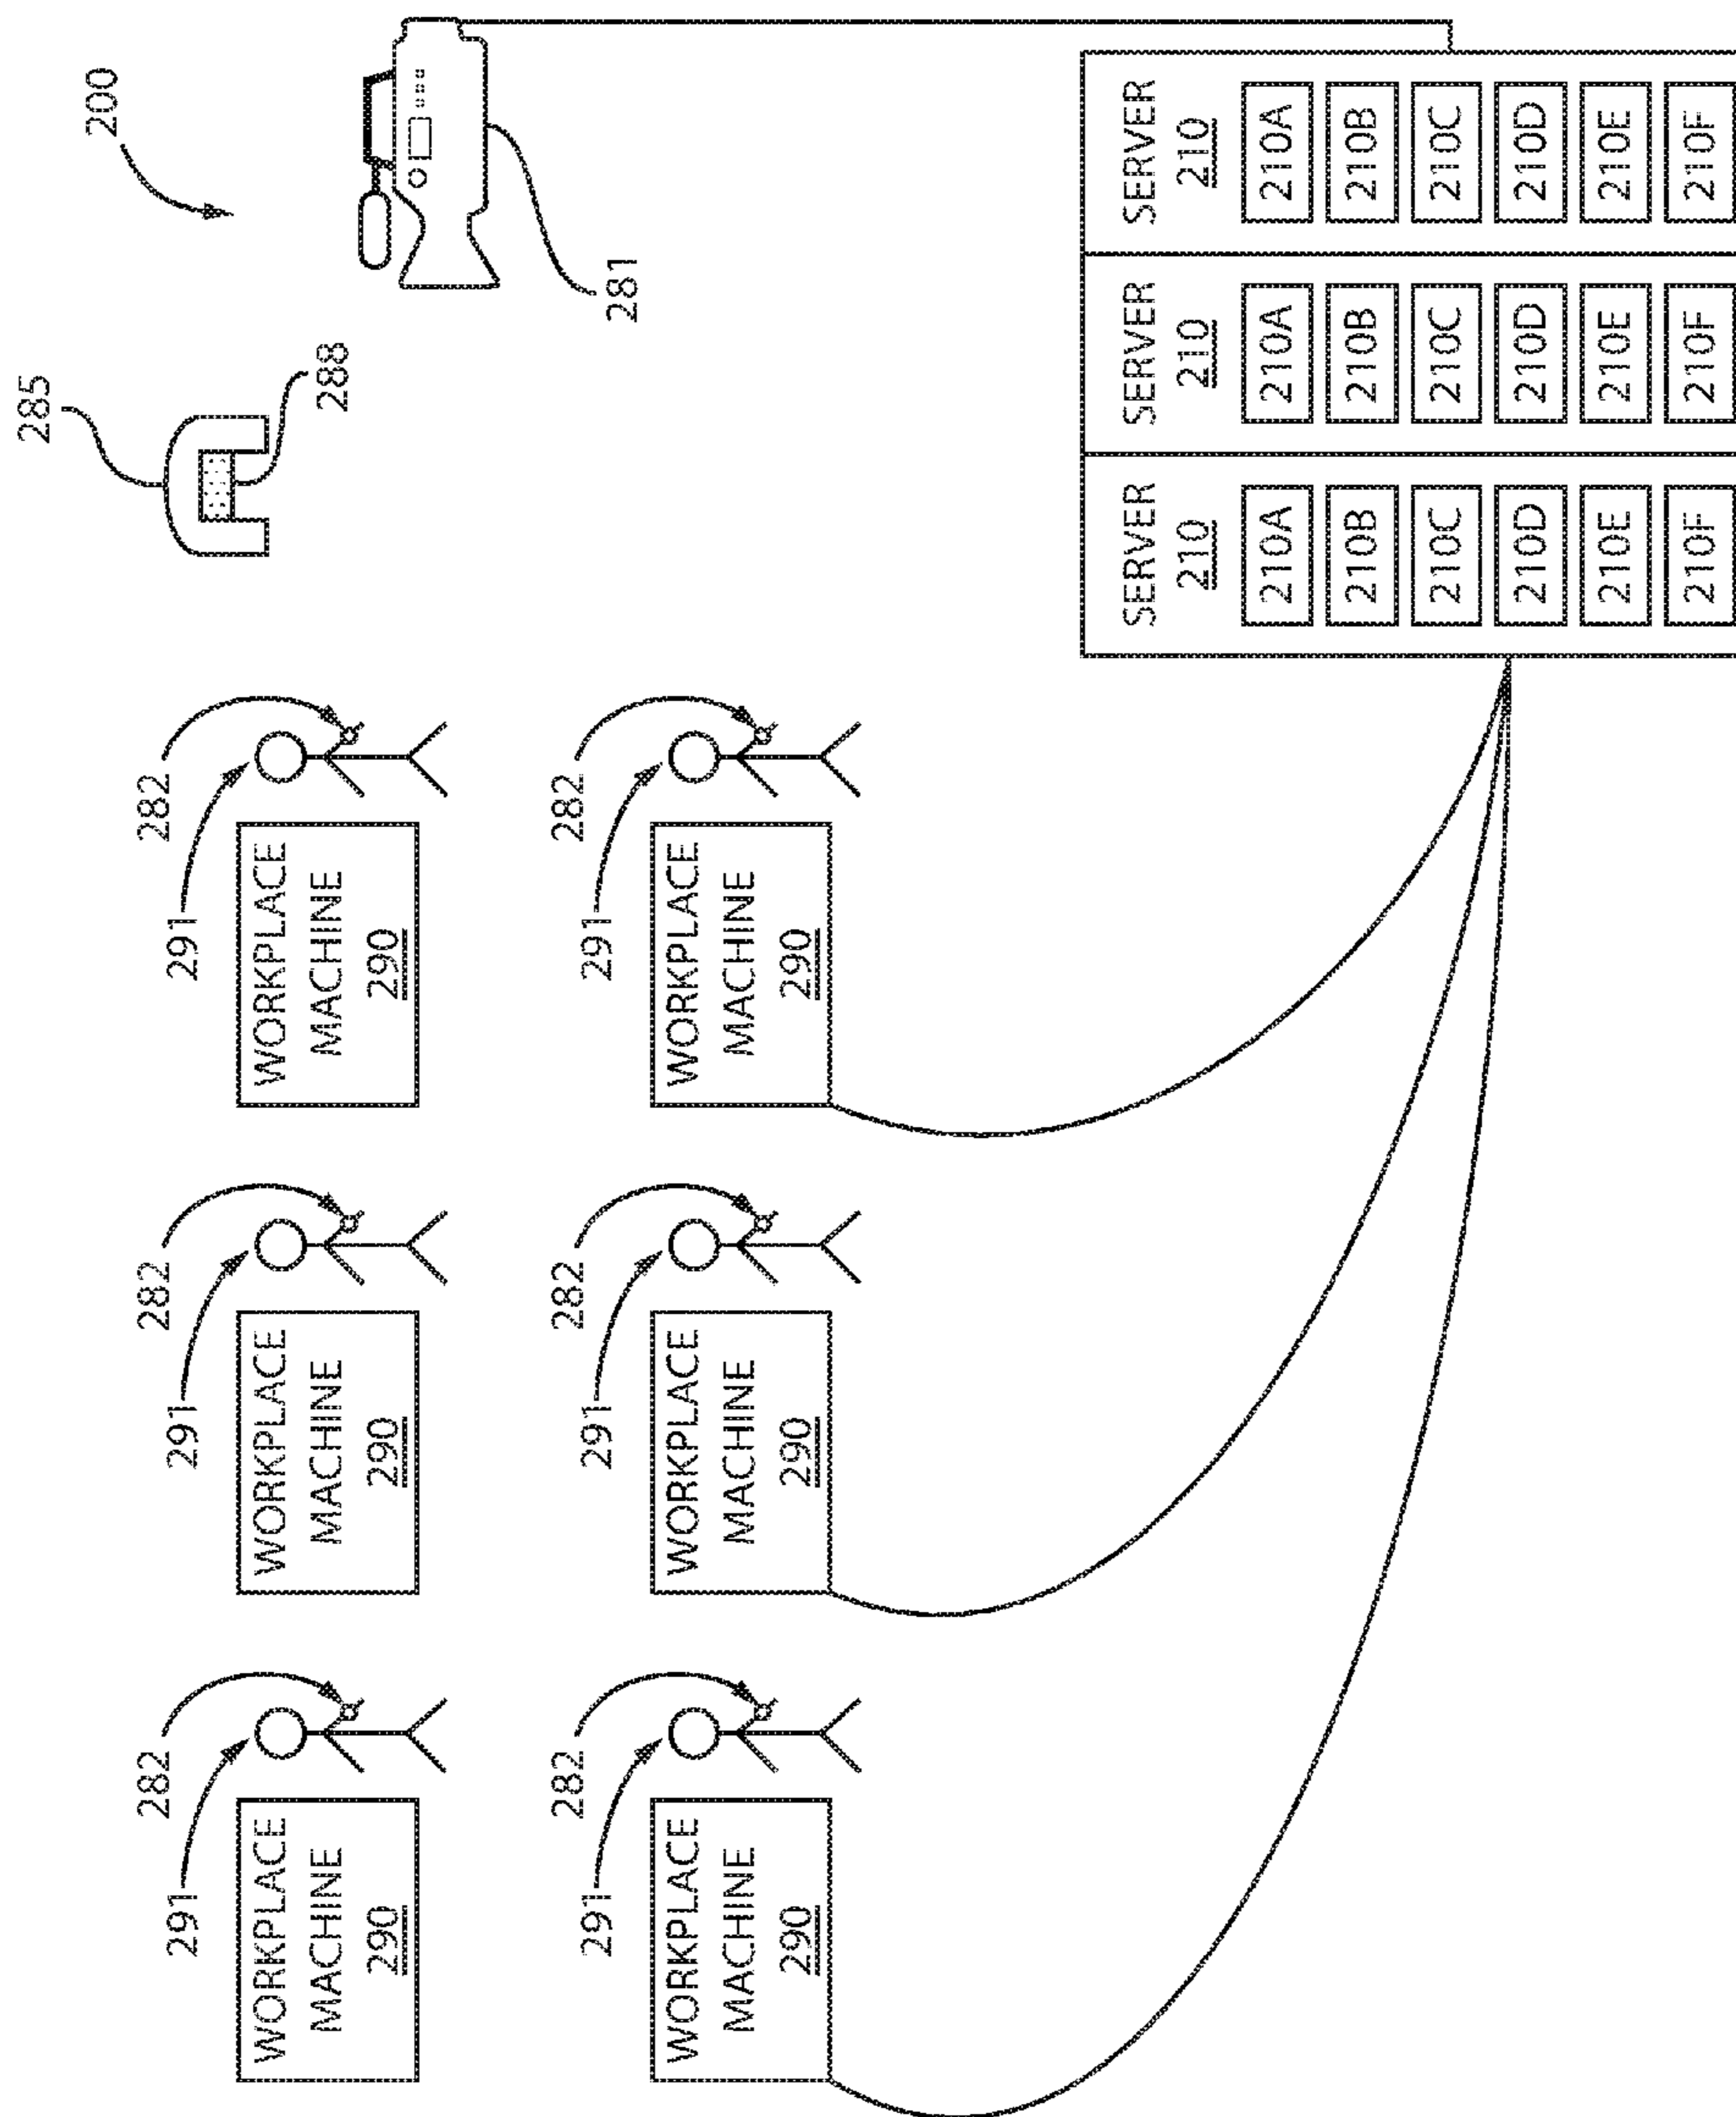 282
291
WORKPLACE
MACHINE
290
282
291
WORKPLACE
MACHINE
290
282
291
WORKPLACE
MACHINE
290
285
288
200
281
282
291
WORKPLACE
MACHINE
290
282
291
WORKPLACE
MACHINE
290
282
291
WORKPLACE
MACHINE
290
SERVER
210
210A
210B
210C
210D
210E
210F
SERVER
210
210A
210B
210C
210D
210E
210F
SERVER
210
210A
210B
210C
210D
210E
210F